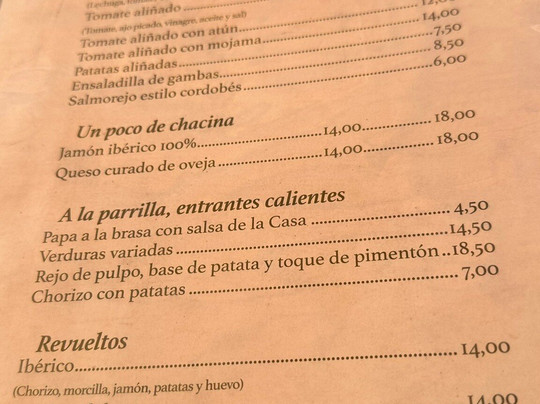 Tomate aliñado
(Tomate, ajo picado, vinagre, aceite y sal)
Tomate aliñado con atún
Tomate aliñado con mojama 14,00
Patatas aliñadas 7,50
Ensaladilla de gambas 8,50
Salmorejo estilo cordobés 6,00
Un poco de chacina
Jamón ibérico 100% 14,00 18,00
Queso curado de oveja 14,00 18,00
A la parrilla, entrantes calientes
Papa a la brasa con salsa de la Casa 4,50
Verduras variadas 14,50
Rejo de pulpo, base de patata y toque de pimentón 18,50
Chorizo con patatas 7,00
Revueltos
Ibérico 14,00
(Chorizo, morcilla, jamón, patatas y huevo)
14,00